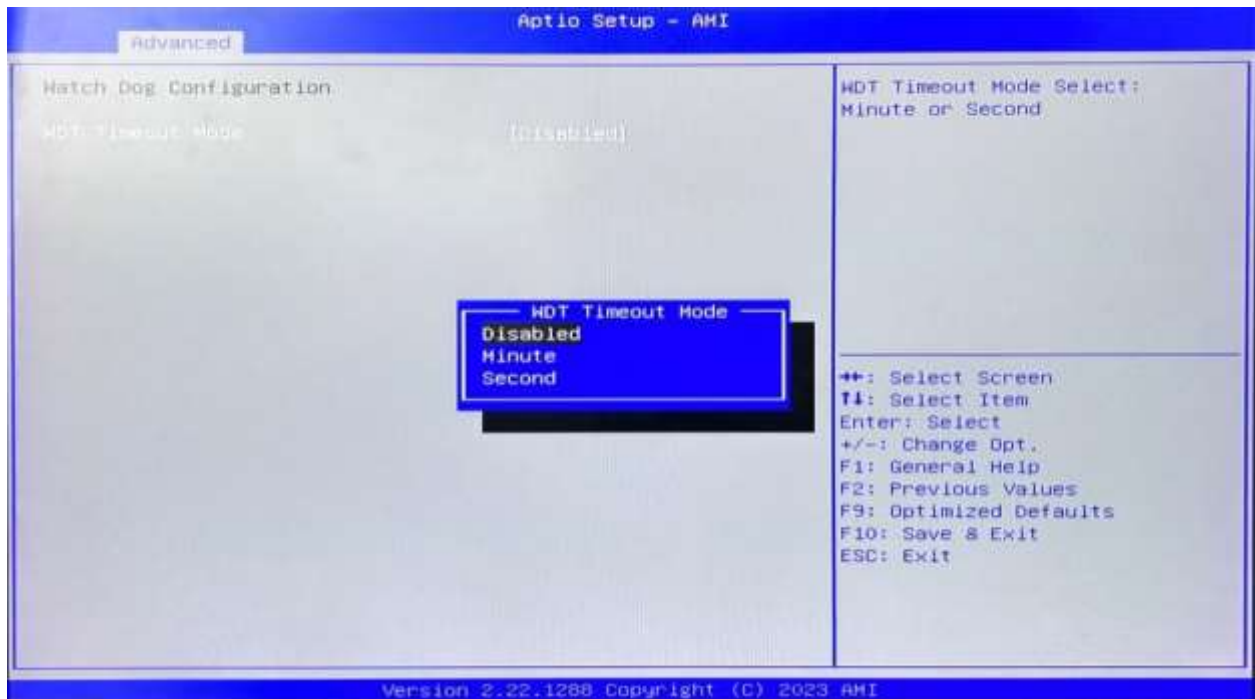 Aptio Setup - AMI
Advanced
Watch Dog Configuration
WDT Timeout Mode [Disabled]
WDT Timeout Mode
Disabled
Minute
Second
WDT Timeout Mode Select:
Minute or Second
→←: Select Screen
↑↓: Select Item
Enter: Select
+/-: Change Opt.
F1: General Help
F2: Previous Values
F9: Optimized Defaults
F10: Save & Exit
ESC: Exit
Version 2.22.1288 Copyright (C) 2023 AMI